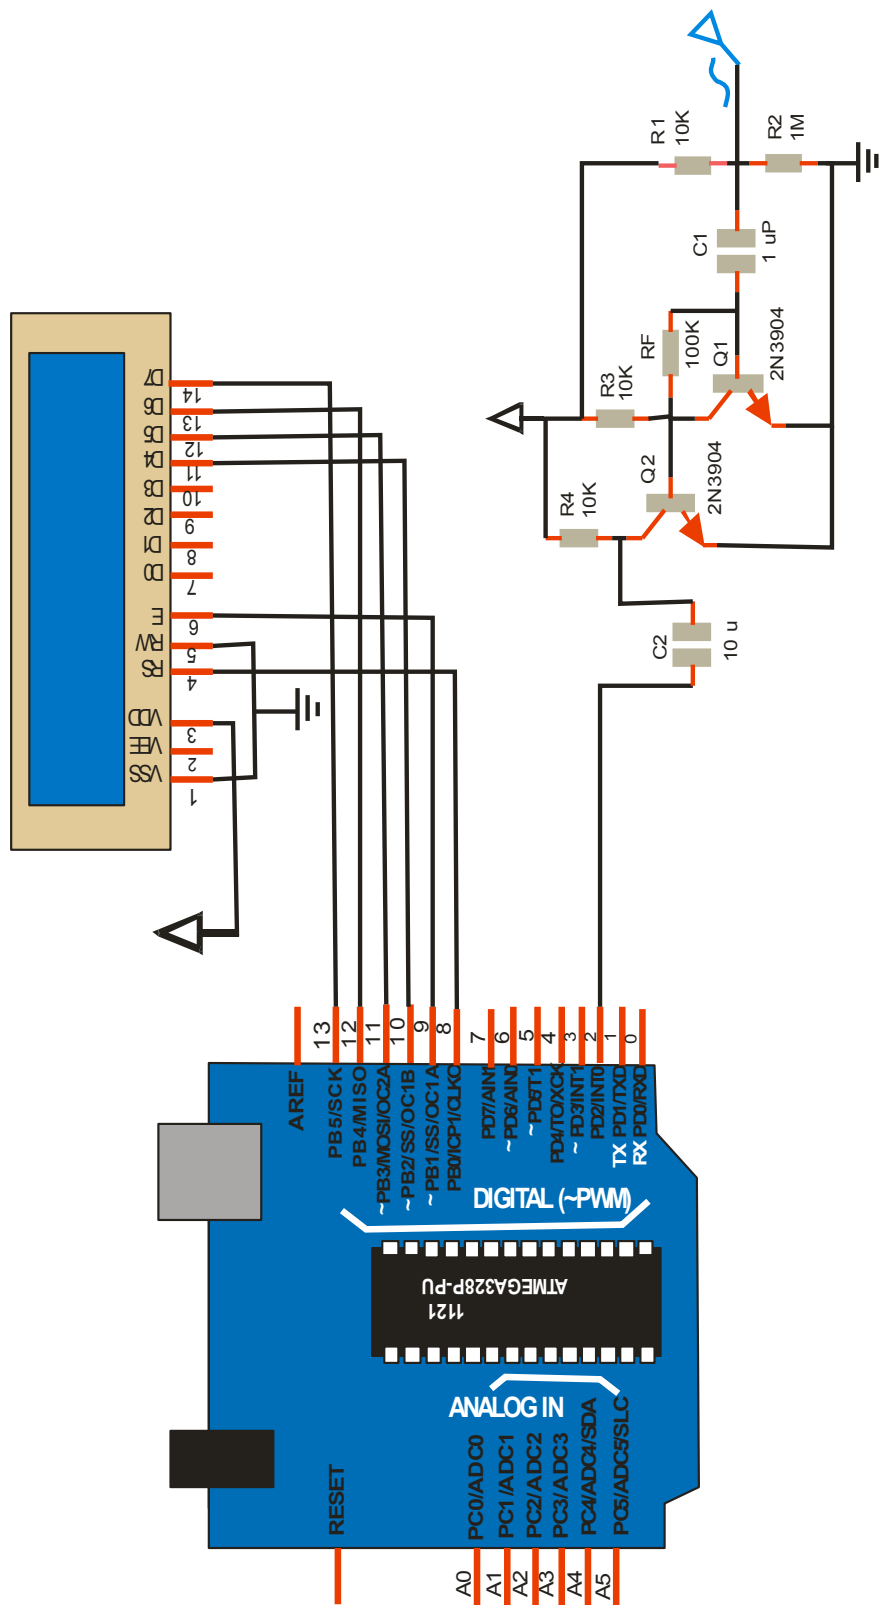 R1
10K
R2
1M
C1
1 uP
RF
100K
Q1
2N3904
R3
10K
Q2
2N3904
R4
10K
C2
10 u
D7
D6
D5
D4
D3
D2
D1
D0
E
RW
RS
VDD
VEE
VSS
14
13
12
11
10
9
8
7
6
5
4
3
2
1
AREF
13
12
11
10
9
8
7
6
5
4
3
2
1
0
PB5/SCK
PB4/MISO
~PB3/MOSI/OC2A
~PB2/SS/OC1B
~PB1/SS/OC1A
PB0/ICP1/CLKO
PD7/AIN1
~PD6/AIN0
~PD5/T1
PD4/TO/XCK
~PD3/INT1
PD2/INT0
TX PD1/TXD
RX PD0/RXD
DIGITAL (~PWM)
ATMEGA328P-PU
1121
ANALOG IN
RESET
PC0/ADC0
PC1/ADC1
PC2/ADC2
PC3/ADC3
PC4/ADC4/SDA
PC5/ADC5/SLC
A0
A1
A2
A3
A4
A5